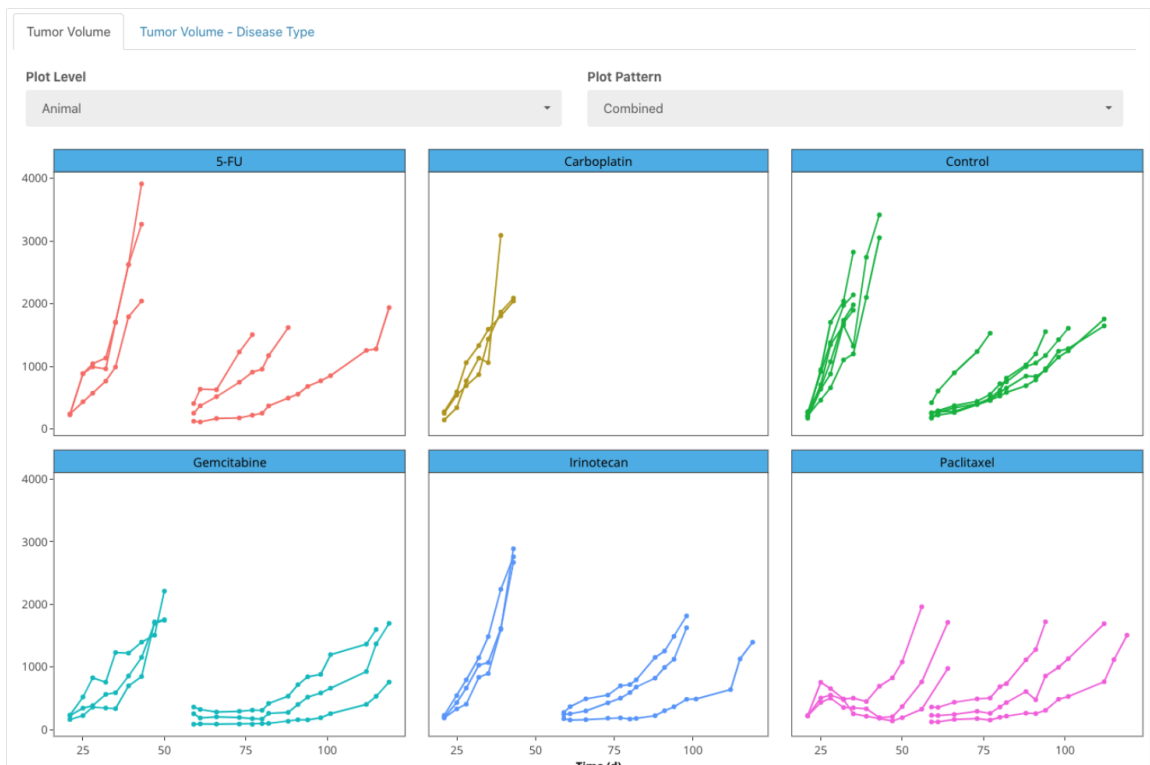 Tumor Volume Tumor Volume - Disease Type
Plot Level Plot Pattern
Animal Combined
5-FU Carboplatin Control
4000
3000
2000
1000
0
Gemcitabine Irinotecan Paclitaxel
4000
3000
2000
1000
0
25 50 75 100 25 50 75 100 25 50 75 100
Time (d)